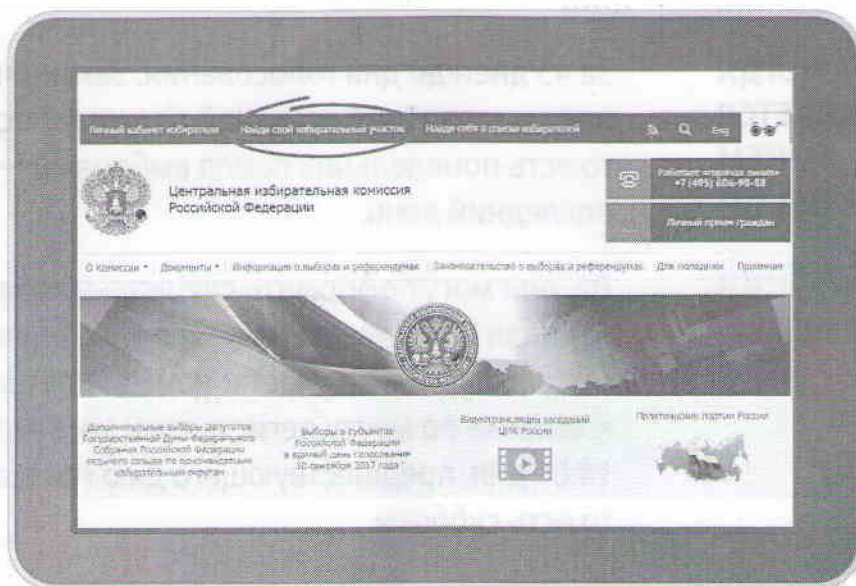 Личный кабинет избирателя Найди свой избирательный участок Найди себя в списке избирателей Eng
Центральная избирательная комиссия
Российской Федерации
Работает «горячая линия»
+7 (495)
Личный прием граждан
О Комиссии Документы Информация о выборах и референдумах Законодательство о выборах и референдумах Для молодежи Приемная
Дополнительные выборы депутатов
Государственной Думы Федерального
Собрания Российской Федерации
седьмого созыва по одномандатным
избирательным округам
Выборы в субъектах
Российской Федерации
в единый день голосования
10 сентября 2017 года
Видеотрансляция заседаний
ЦИК России
Политические партии России